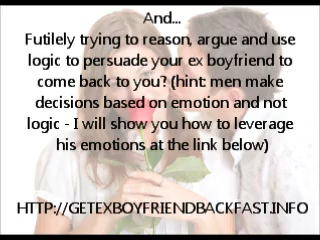 And...
Futilely trying to reason, argue and use
logic to persuade your ex boyfriend to
come back to you? (hint: men make
decisions based on emotion and not
logic - I will show you how to leverage
his emotions at the link below)
HTTP://GETEXBOYFRIENDBACKFAST.INFO